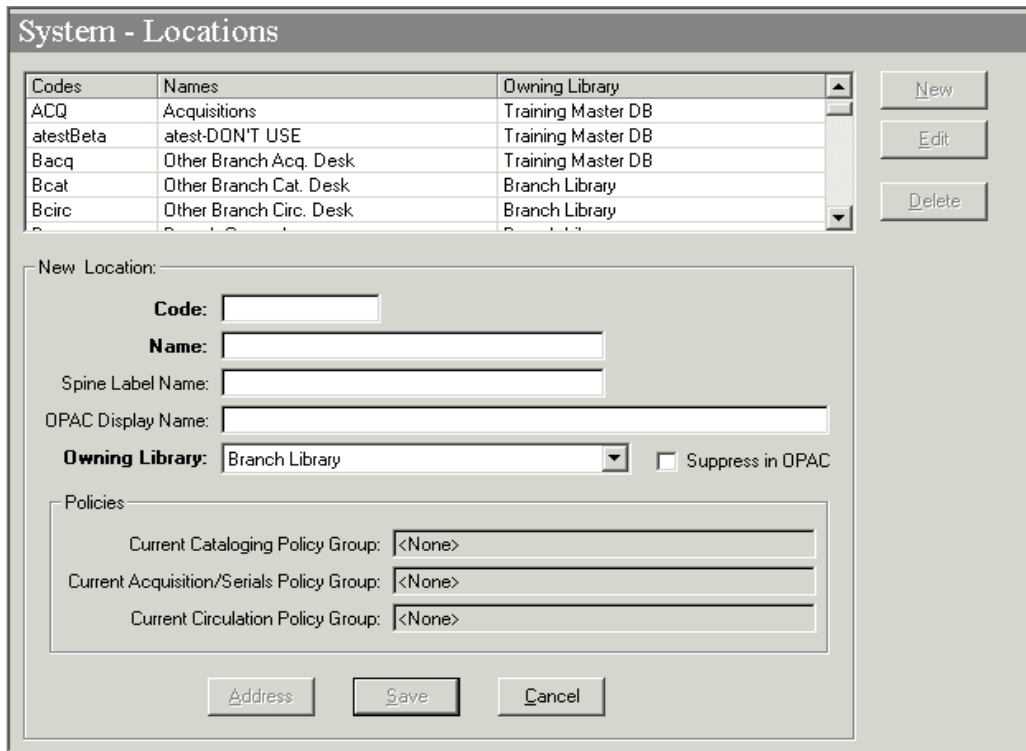 System - Locations
Codes Names Owning Library
ACQ Acquisitions Training Master DB
atestBeta atest-DON'T USE Training Master DB
Bacq Other Branch Acq. Desk Training Master DB
Bcat Other Branch Cat. Desk Branch Library
Bcirc Other Branch Circ. Desk Branch Library
New
Edit
Delete
New Location:
Code:
Name:
Spine Label Name:
OPAC Display Name:
Owning Library: Branch Library Suppress in OPAC
Policies
Current Cataloging Policy Group: <None>
Current Acquisition/Serials Policy Group: <None>
Current Circulation Policy Group: <None>
Address Save Cancel